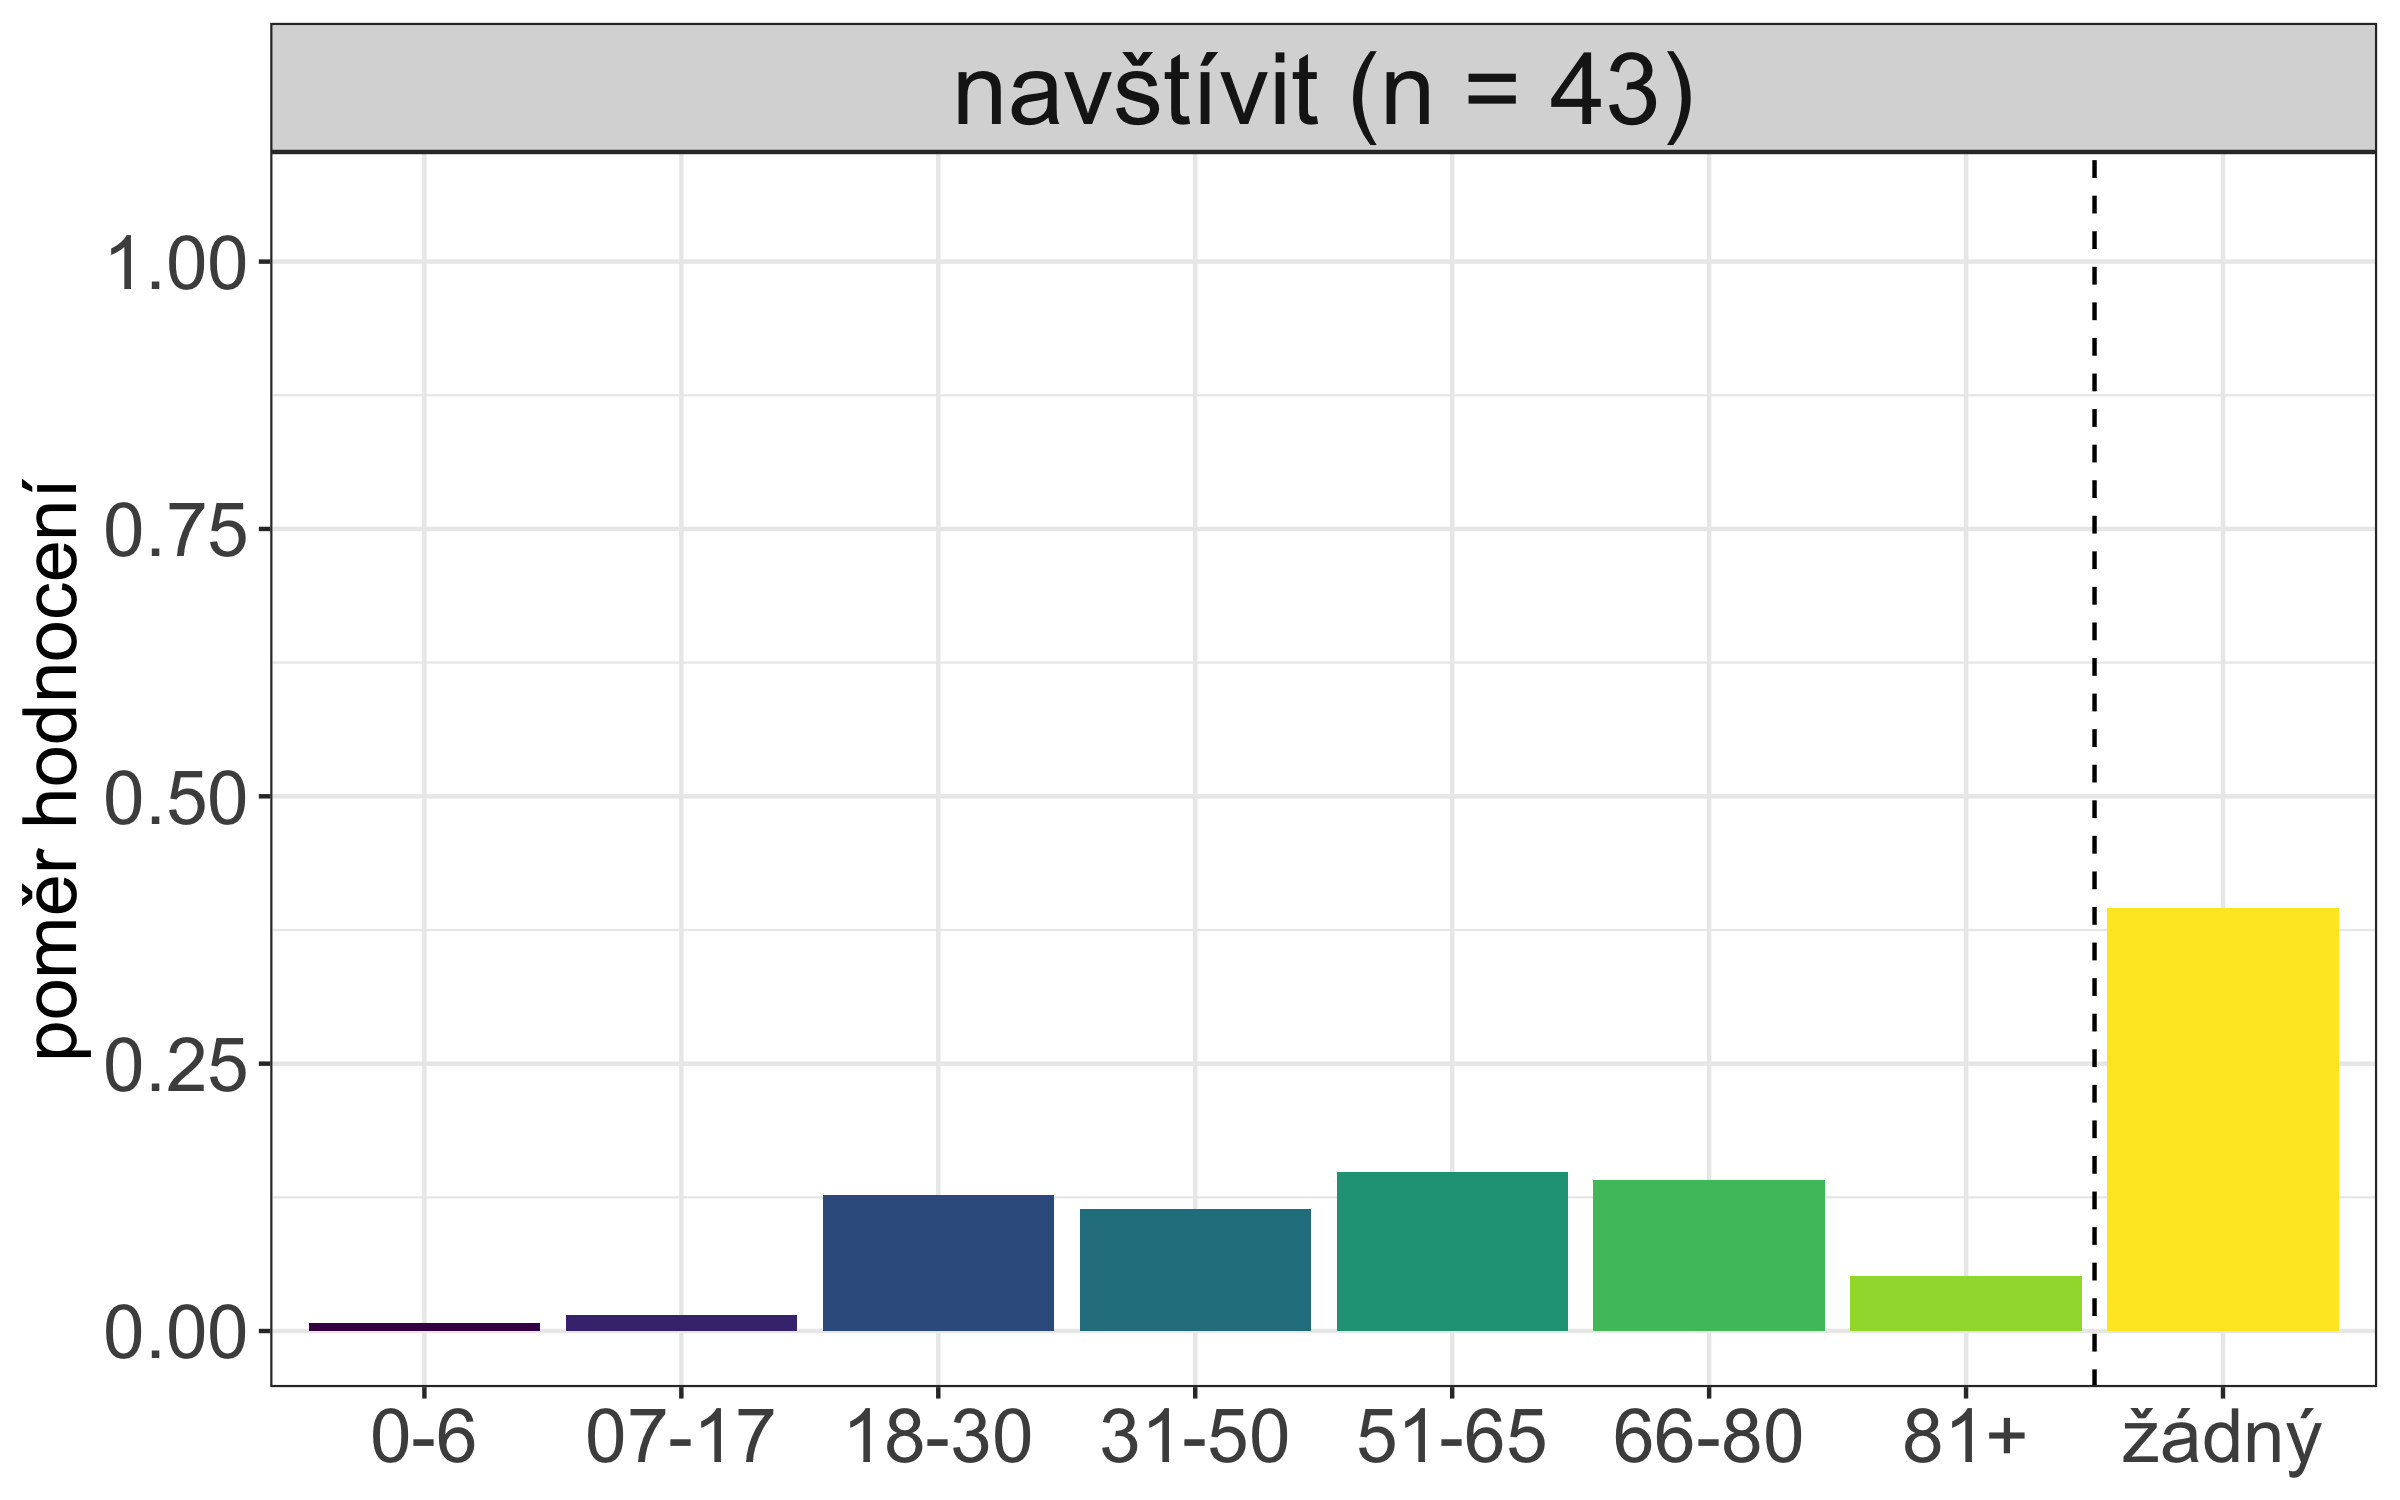 navštívit (n = 43)
poměr hodnocení
1.00
0.75
0.50
0.25
0.00
0-6 07-17 18-30 31-50 51-65 66-80 81+ žádný